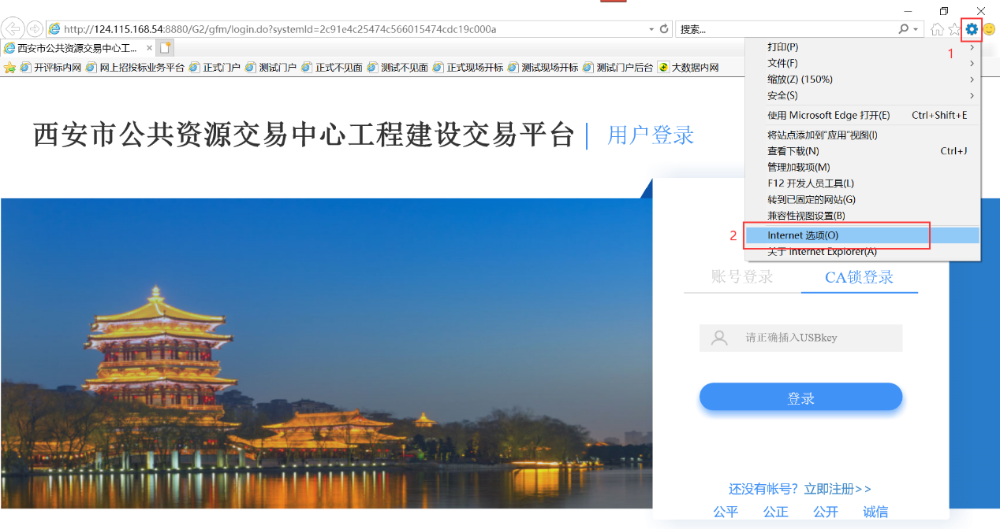 http://124.115.168.54:8880/G2/gfm/login.do?systemId=2c91e4c25474c566015474cdc19c000a
搜索...
西安市公共资源交易中心工...
开评标内网 网上招投标业务平台 正式门户 测试门户 正式不见面 测试不见面 正式现场开标 测试现场开标 测试门户后台 大数据内网
1
打印(P)
文件(F)
缩放(Z) (150%)
安全(S)
使用 Microsoft Edge 打开(E) Ctrl+Shift+E
将站点添加到“应用”视图(I)
查看下载(N) Ctrl+J
管理加载项(M)
F12 开发人员工具(L)
转到已固定的网站(G)
兼容性视图设置(B)
2
Internet 选项(O)
关于 Internet Explorer(A)
西安市公共资源交易中心工程建设交易平台 | 用户登录
账号登录 CA锁登录
请正确插入USBkey
登录
还没有帐号？立即注册>>
公平 公正 公开 诚信